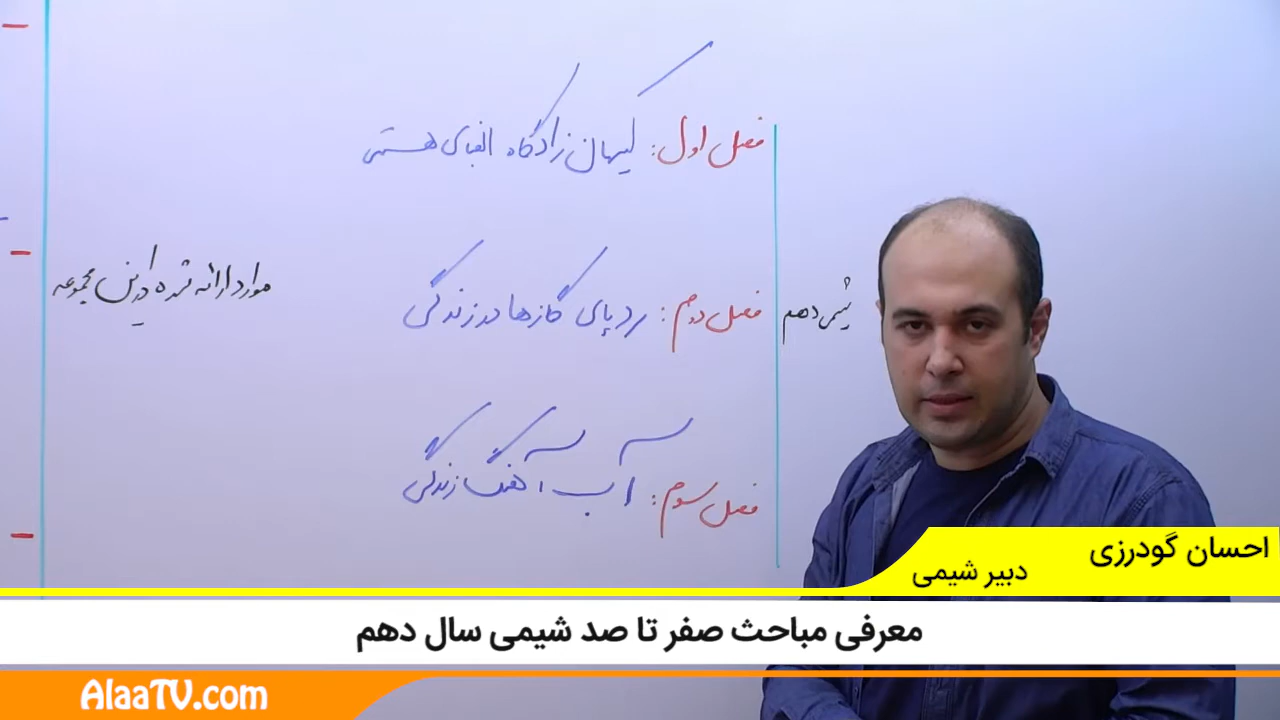 فصل اول: کیهان زادگاه الفبای هستی
فصل دوم: ردپای گازها در زندگی
فصل سوم: آب، آهنگ زندگی
شیمی دهم
موارد ارائه شده در این مجموعه
احسان گودرزی
دبیر شیمی
معرفی مباحث صفر تا صد شیمی سال دهم
AlaaTV.com